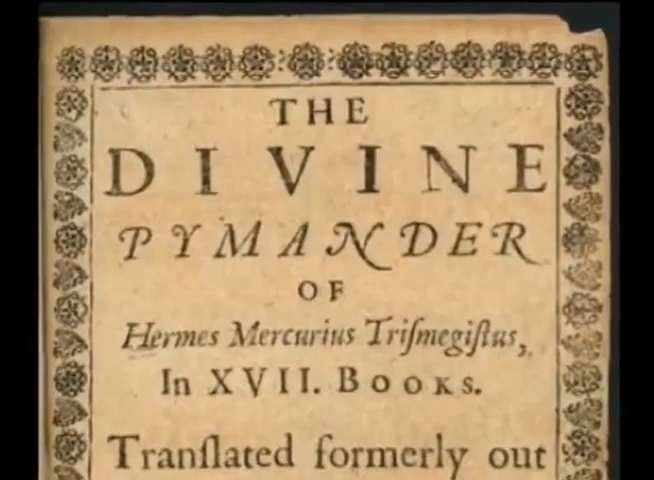 THE
DIVINE
PYMANDER
OF
Hermes Mercurius Triſmegiſtus,
In XVII. BOOKS.
Tranſlated formerly out